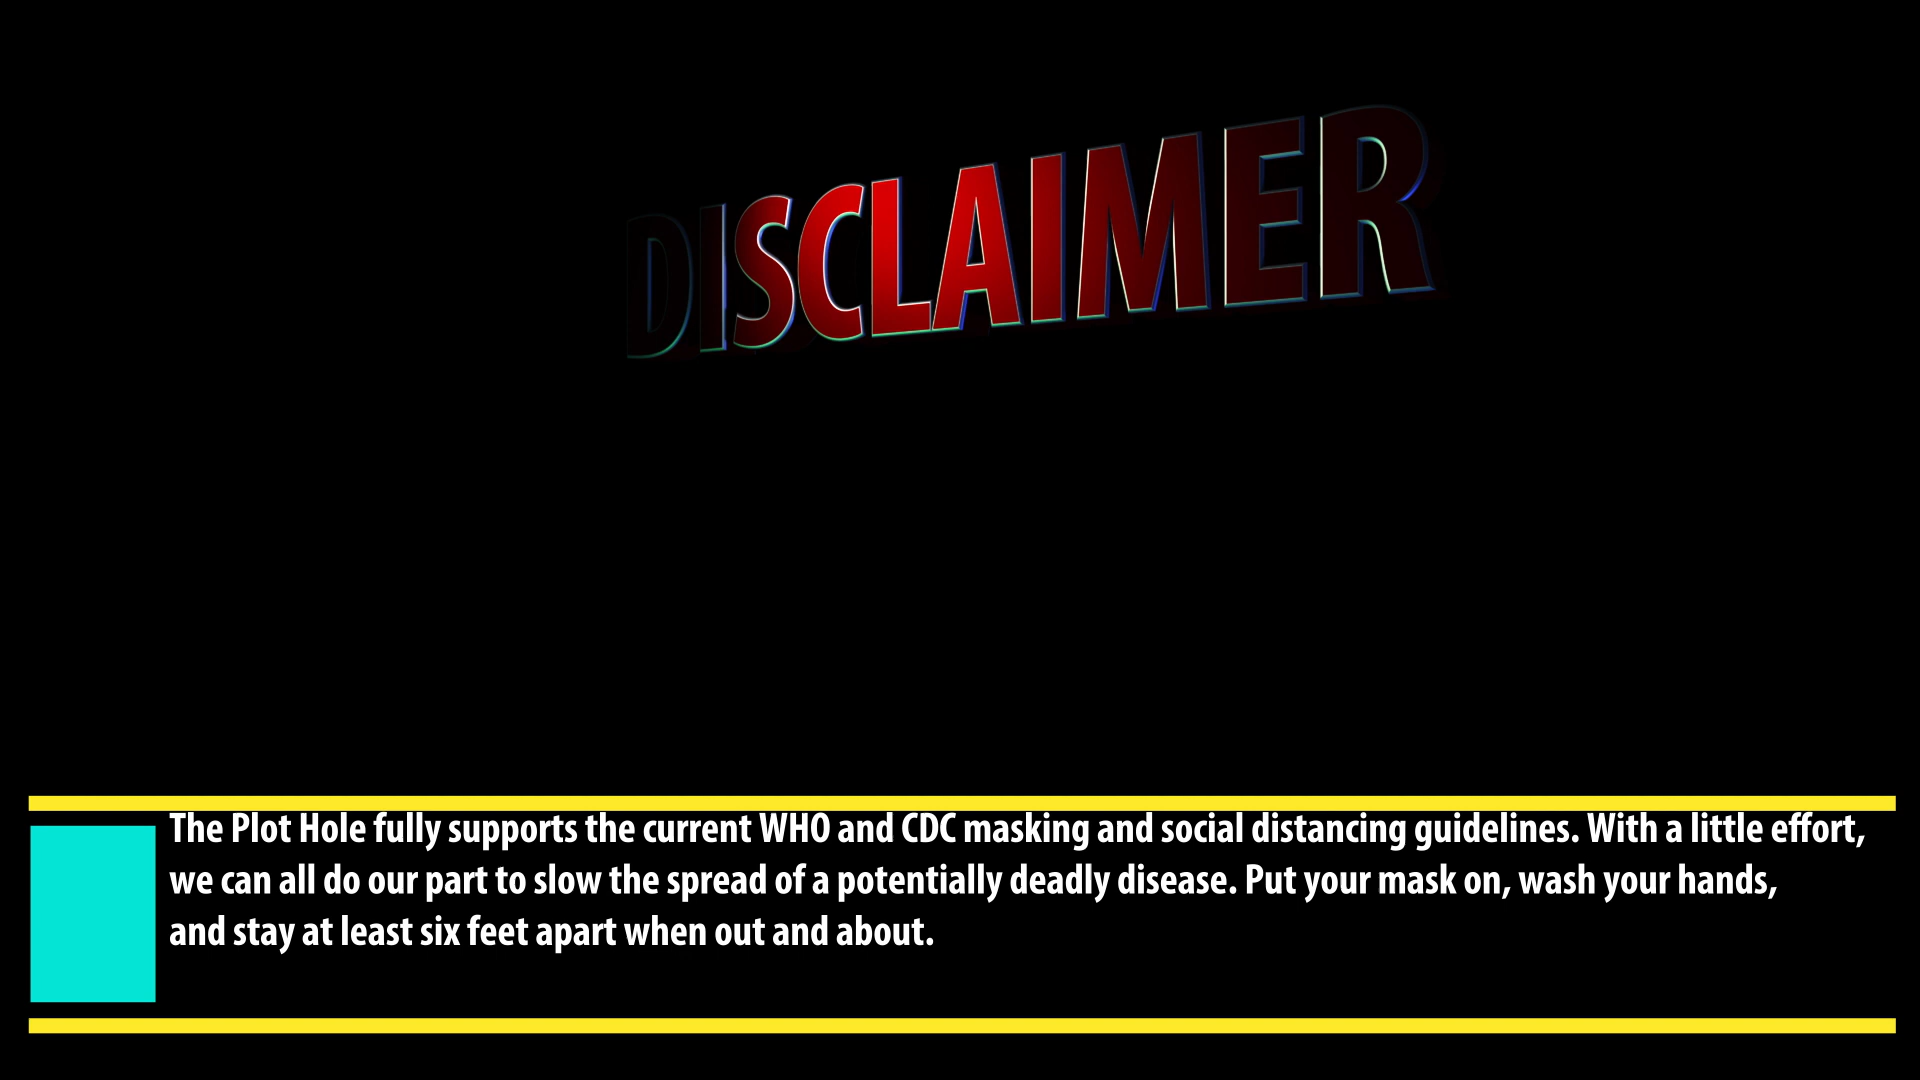 DISCLAIMER
The Plot Hole fully supports the current WHO and CDC masking and social distancing guidelines. With a little effort,
we can all do our part to slow the spread of a potentially deadly disease. Put your mask on, wash your hands,
and stay at least six feet apart when out and about.